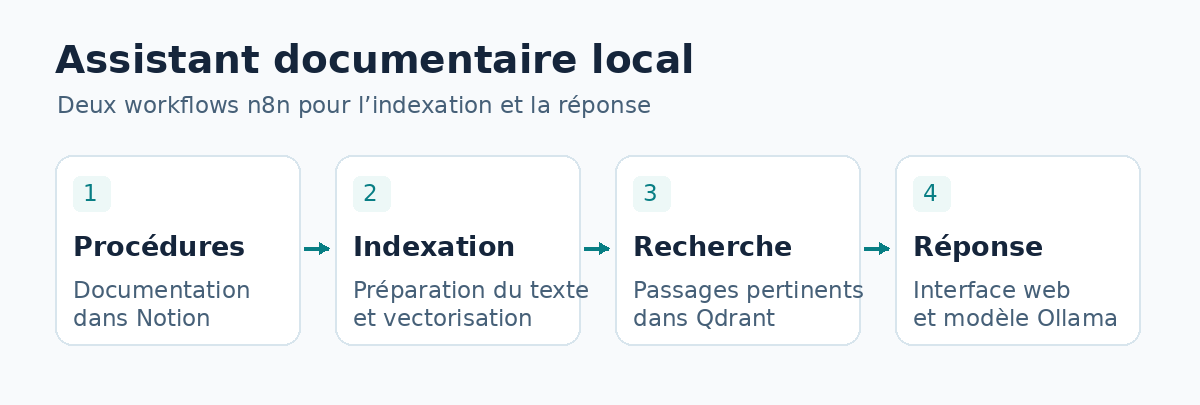 Assistant documentaire local
Deux workflows n8n pour l’indexation et la réponse
1
Procédures
Documentation
dans Notion
2
Indexation
Préparation du texte
et vectorisation
3
Recherche
Passages pertinents
dans Qdrant
4
Réponse
Interface web
et modèle Ollama